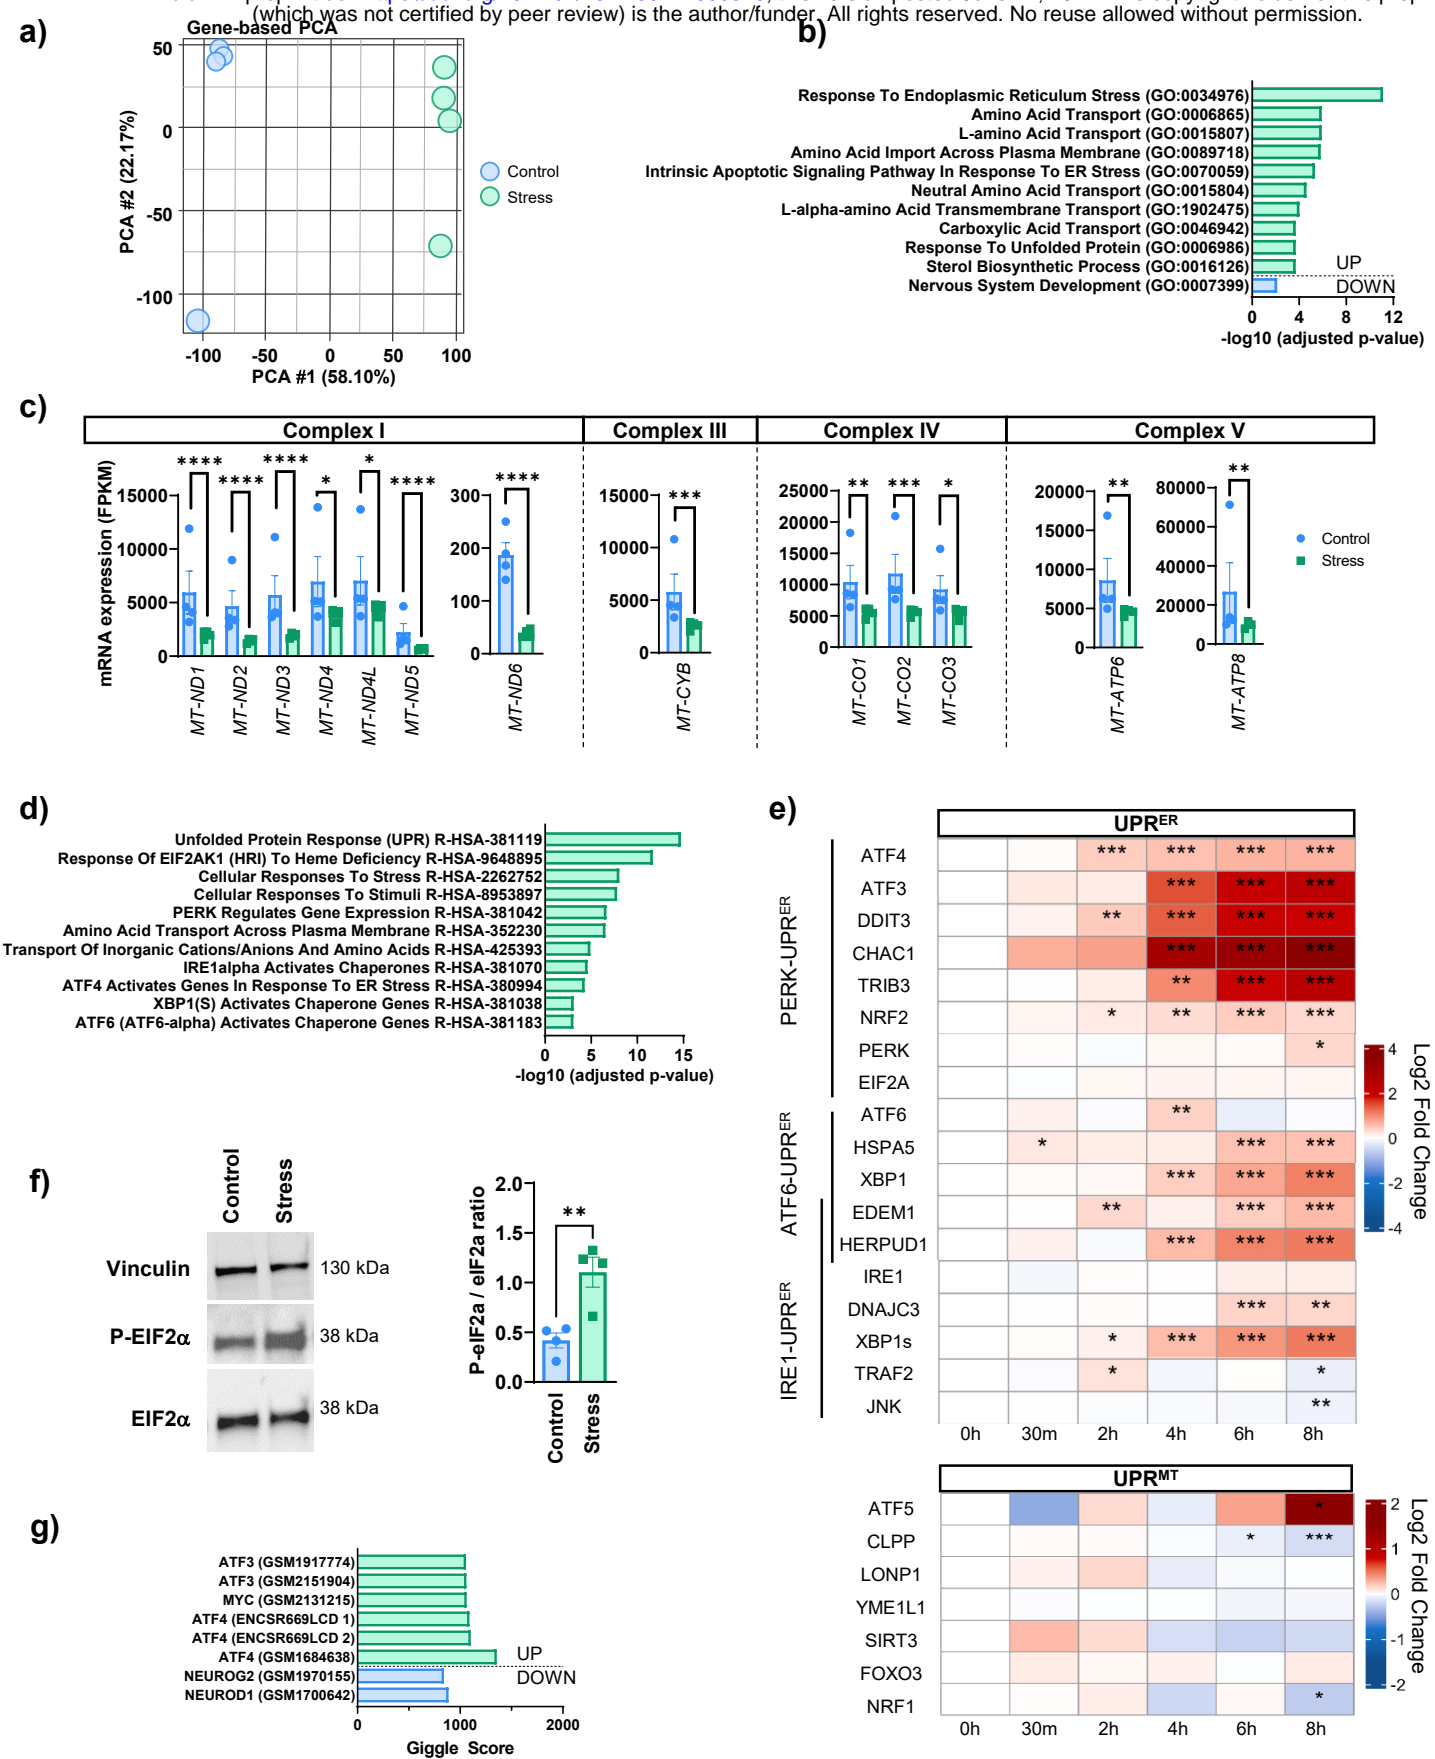 (which was not certified by peer review) is the author/funder. All rights reserved. No reuse allowed without permission.
a)
Gene-based PCA
50
0
-50
-100
PCA #2 (22.17%)
-100 -50 0 50 100
PCA #1 (58.10%)
Control
Stress
b)
Response To Endoplasmic Reticulum Stress (GO:0034976)
Amino Acid Transport (GO:0006865)
L-amino Acid Transport (GO:0015807)
Amino Acid Import Across Plasma Membrane (GO:0089718)
Intrinsic Apoptotic Signaling Pathway In Response To ER Stress (GO:0070059)
Neutral Amino Acid Transport (GO:0015804)
L-alpha-amino Acid Transmembrane Transport (GO:1902475)
Carboxylic Acid Transport (GO:0046942)
Response To Unfolded Protein (GO:0006986)
Sterol Biosynthetic Process (GO:0016126)
Nervous System Development (GO:0007399)
UP
DOWN
0 4 8 12
-log10 (adjusted p-value)
c)
Complex I Complex III Complex IV Complex V
mRNA expression (FPKM)
**** **** **** * * ****
15000
10000
5000
0
MT-ND1 MT-ND2 MT-ND3 MT-ND4 MT-ND4L MT-ND5
****
300
200
100
0
MT-ND6
***
15000
10000
5000
0
MT-CYB
** *** *
25000
20000
15000
10000
5000
0
MT-CO1 MT-CO2 MT-CO3
**
20000
15000
10000
5000
0
MT-ATP6
**
80000
60000
40000
20000
0
MT-ATP8
Control
Stress
d)
Unfolded Protein Response (UPR) R-HSA-381119
Response Of EIF2AK1 (HRI) To Heme Deficiency R-HSA-9648895
Cellular Responses To Stress R-HSA-2262752
Cellular Responses To Stimuli R-HSA-8953897
PERK Regulates Gene Expression R-HSA-381042
Amino Acid Transport Across Plasma Membrane R-HSA-352230
Transport Of Inorganic Cations/Anions And Amino Acids R-HSA-425393
IRE1alpha Activates Chaperones R-HSA-381070
ATF4 Activates Genes In Response To ER Stress R-HSA-380994
XBP1(S) Activates Chaperone Genes R-HSA-381038
ATF6 (ATF6-alpha) Activates Chaperone Genes R-HSA-381183
0 5 10 15
-log10 (adjusted p-value)
e)
UPRER
PERK-UPRER
ATF6-UPRER
IRE1-UPRER
ATF4 *** *** *** ***
ATF3 *** *** ***
DDIT3 ** *** *** ***
CHAC1 *** *** ***
TRIB3 ** *** ***
NRF2 * ** *** ***
PERK *
EIF2A
ATF6 **
HSPA5 * *** ***
XBP1 *** *** ***
EDEM1 ** *** ***
HERPUD1 *** *** ***
IRE1
DNAJC3 *** **
XBP1s * *** *** ***
TRAF2 * *
JNK **
0h 30m 2h 4h 6h 8h
4
2
0
-2
-4
Log2 Fold Change
UPRMT
ATF5 *
CLPP * ***
LONP1
YME1L1
SIRT3
FOXO3
NRF1 *
0h 30m 2h 4h 6h 8h
2
1
0
-1
-2
Log2 Fold Change
f)
Control Stress
Vinculin 130 kDa
P-EIF2α 38 kDa
EIF2α 38 kDa
P-eIF2a / eIF2a ratio
2.0
1.5
1.0
0.5
0.0
**
Control Stress
g)
ATF3 (GSM1917774)
ATF3 (GSM2151904)
MYC (GSM2131215)
ATF4 (ENCSR669LCD 1)
ATF4 (ENCSR669LCD 2)
ATF4 (GSM1684638)
NEUROG2 (GSM1970155)
NEUROD1 (GSM1700642)
UP
DOWN
0 1000 2000
Giggle Score